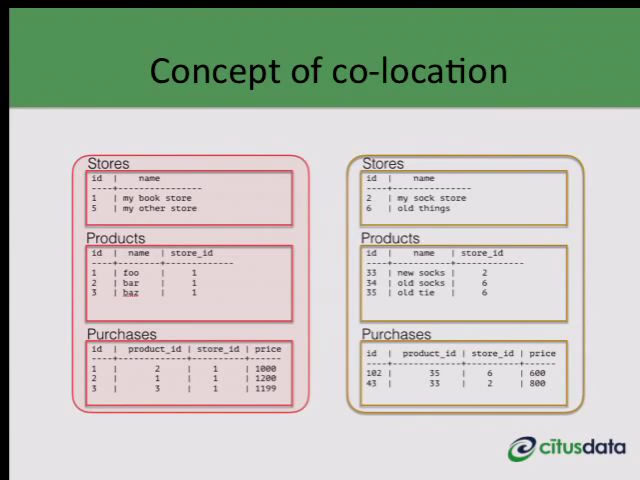 Concept of co-location
Stores
id | name
----+---------------
1 | my book store
5 | my other store
Products
id | name | store_id
----+--------+-------------
1 | foo | 1
2 | bar | 1
3 | baz | 1
Purchases
id | product_id | store_id | price
----+------------+----------+------
1 | 2 | 1 | 1000
2 | 1 | 1 | 1200
3 | 3 | 1 | 1199
Stores
id | name
----+---------------
2 | my sock store
6 | old things
Products
id | name | store_id
----+-----------+-------------
33 | new socks | 2
34 | old socks | 6
35 | old tie | 6
Purchases
id | product_id | store_id | price
----+------------+----------+------
102 | 35 | 6 | 600
43 | 33 | 2 | 800
citusdata